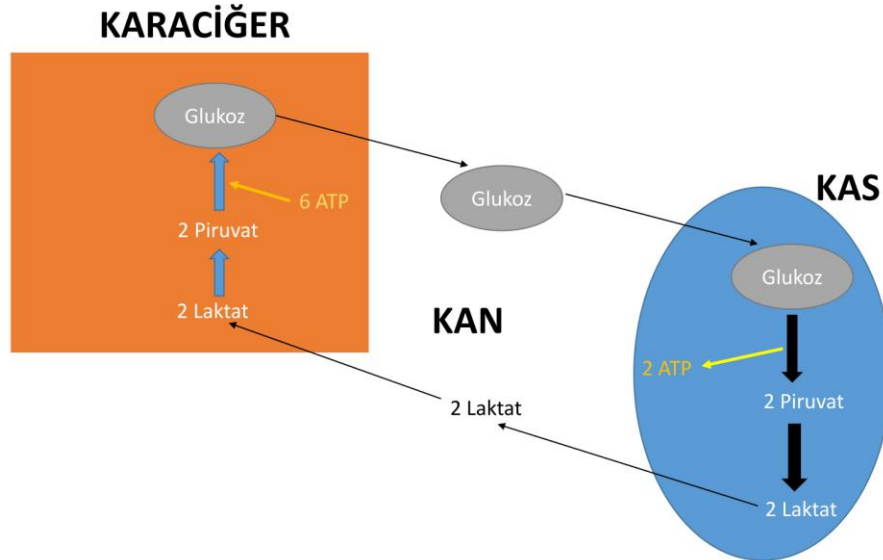 KARACİĞER
Glukoz
6 ATP
2 Piruvat
2 Laktat
Glukoz
KAN
2 Laktat
KAS
Glukoz
2 ATP
2 Piruvat
2 Laktat